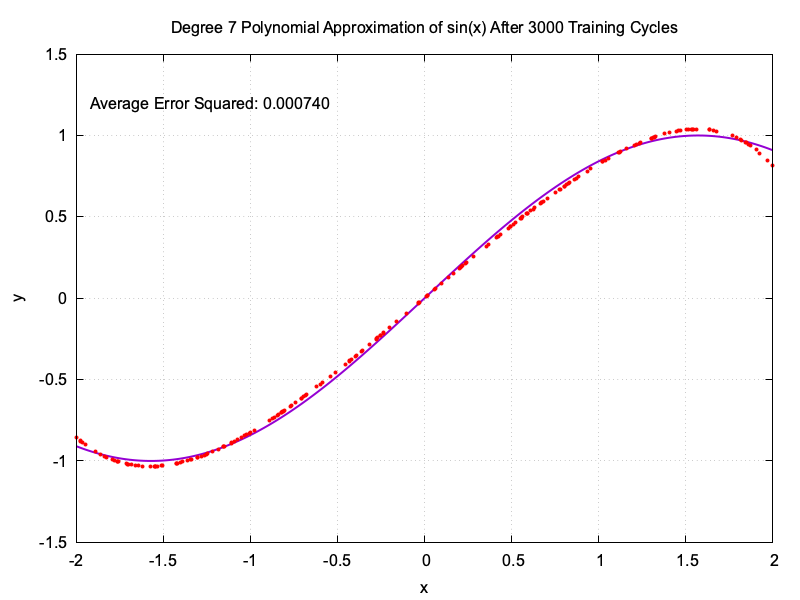 Degree 7 Polynomial Approximation of sin(x) After 3000 Training Cycles
1.5
Average Error Squared: 0.000740
1
0.5
y
0
-0.5
-1
-1.5
-2 -1.5 -1 -0.5 0 0.5 1 1.5 2
x